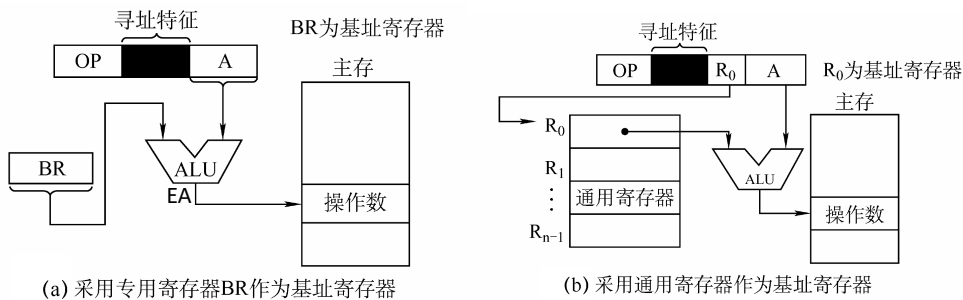 寻址特征
BR为基址寄存器
OP
A
主存
BR
ALU
EA
操作数
(a) 采用专用寄存器BR作为基址寄存器
寻址特征
OP
R₀
A
R₀为基址寄存器
主存
R₀
R₁
⋮
Rₙ₋₁
通用寄存器
ALU
操作数
(b) 采用通用寄存器作为基址寄存器